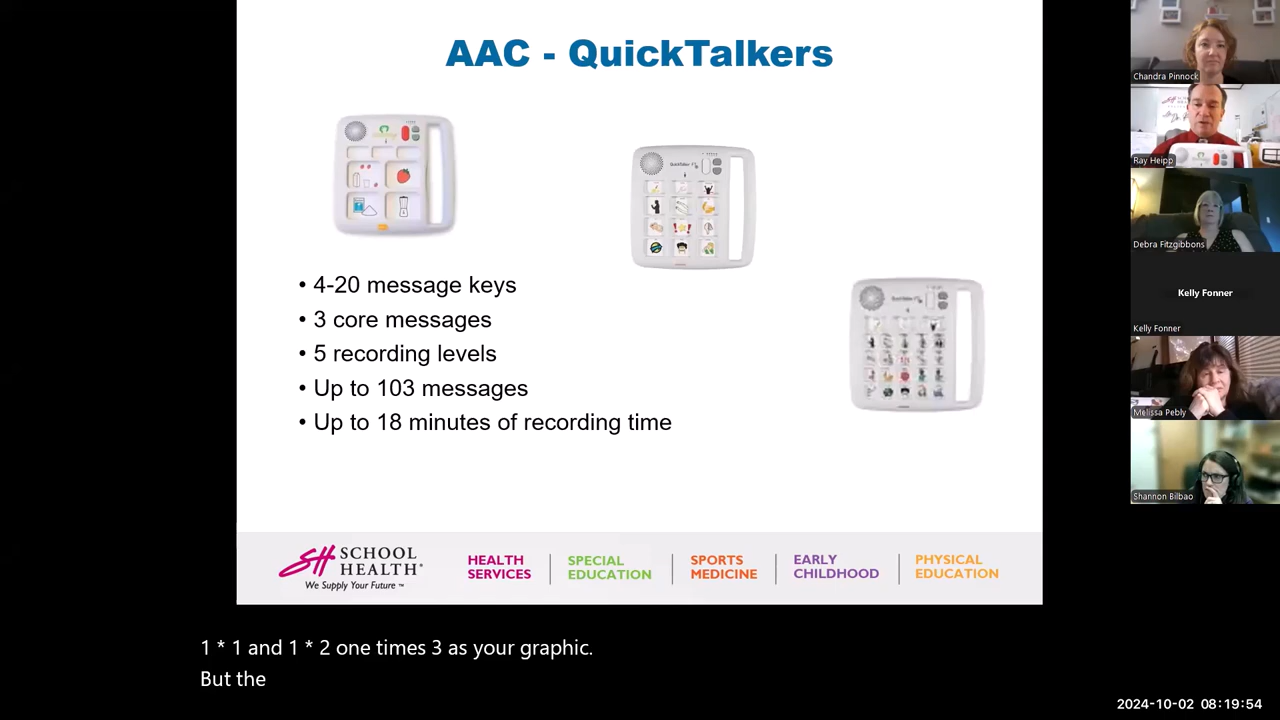 AAC - QuickTalkers
• 4-20 message keys
• 3 core messages
• 5 recording levels
• Up to 103 messages
• Up to 18 minutes of recording time
SH SCHOOL HEALTH®
We Supply Your Future ™
HEALTH SERVICES
SPECIAL EDUCATION
SPORTS MEDICINE
EARLY CHILDHOOD
PHYSICAL EDUCATION
Chandra Pinnock
Ray Heipp
Debra Fitzgibbons
Kelly Fonner
Kelly Fonner
Melissa Pebly
Shannon Bilbao
1 * 1 and 1 * 2 one times 3 as your graphic.
But the
2024-10-02 08:19:54